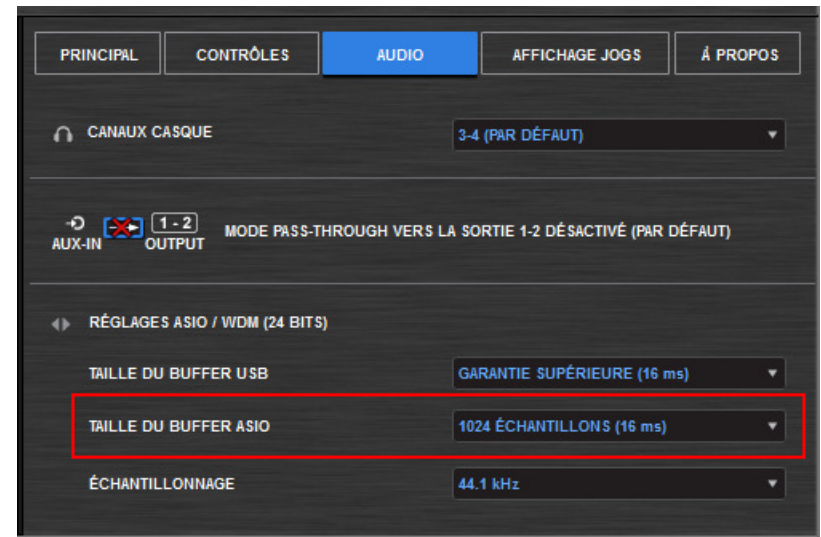 PRINCIPAL CONTRÔLES AUDIO AFFICHAGE JOGS Á PROPOS
CANAUX CASQUE 3-4 (PAR DÉFAUT)
1 - 2
AUX-IN OUTPUT MODE PASS-THROUGH VERS LA SORTIE 1-2 DÉSACTIVÉ (PAR DÉFAUT)
RÉGLAGES ASIO / WDM (24 BITS)
TAILLE DU BUFFER USB GARANTIE SUPÉRIEURE (16 ms)
TAILLE DU BUFFER ASIO 1024 ÉCHANTILLONS (16 ms)
ÉCHANTILLONNAGE 44.1 kHz